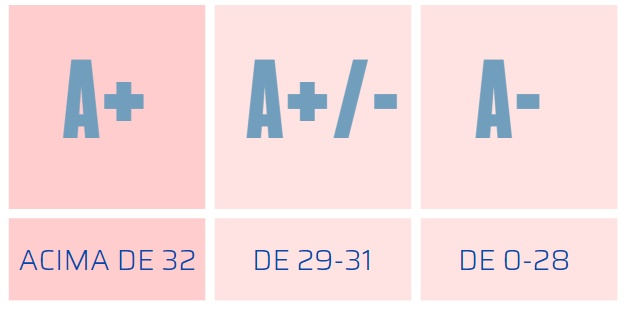 A+ A+/- A-
ACIMA DE 32 DE 29-31 DE 0-28